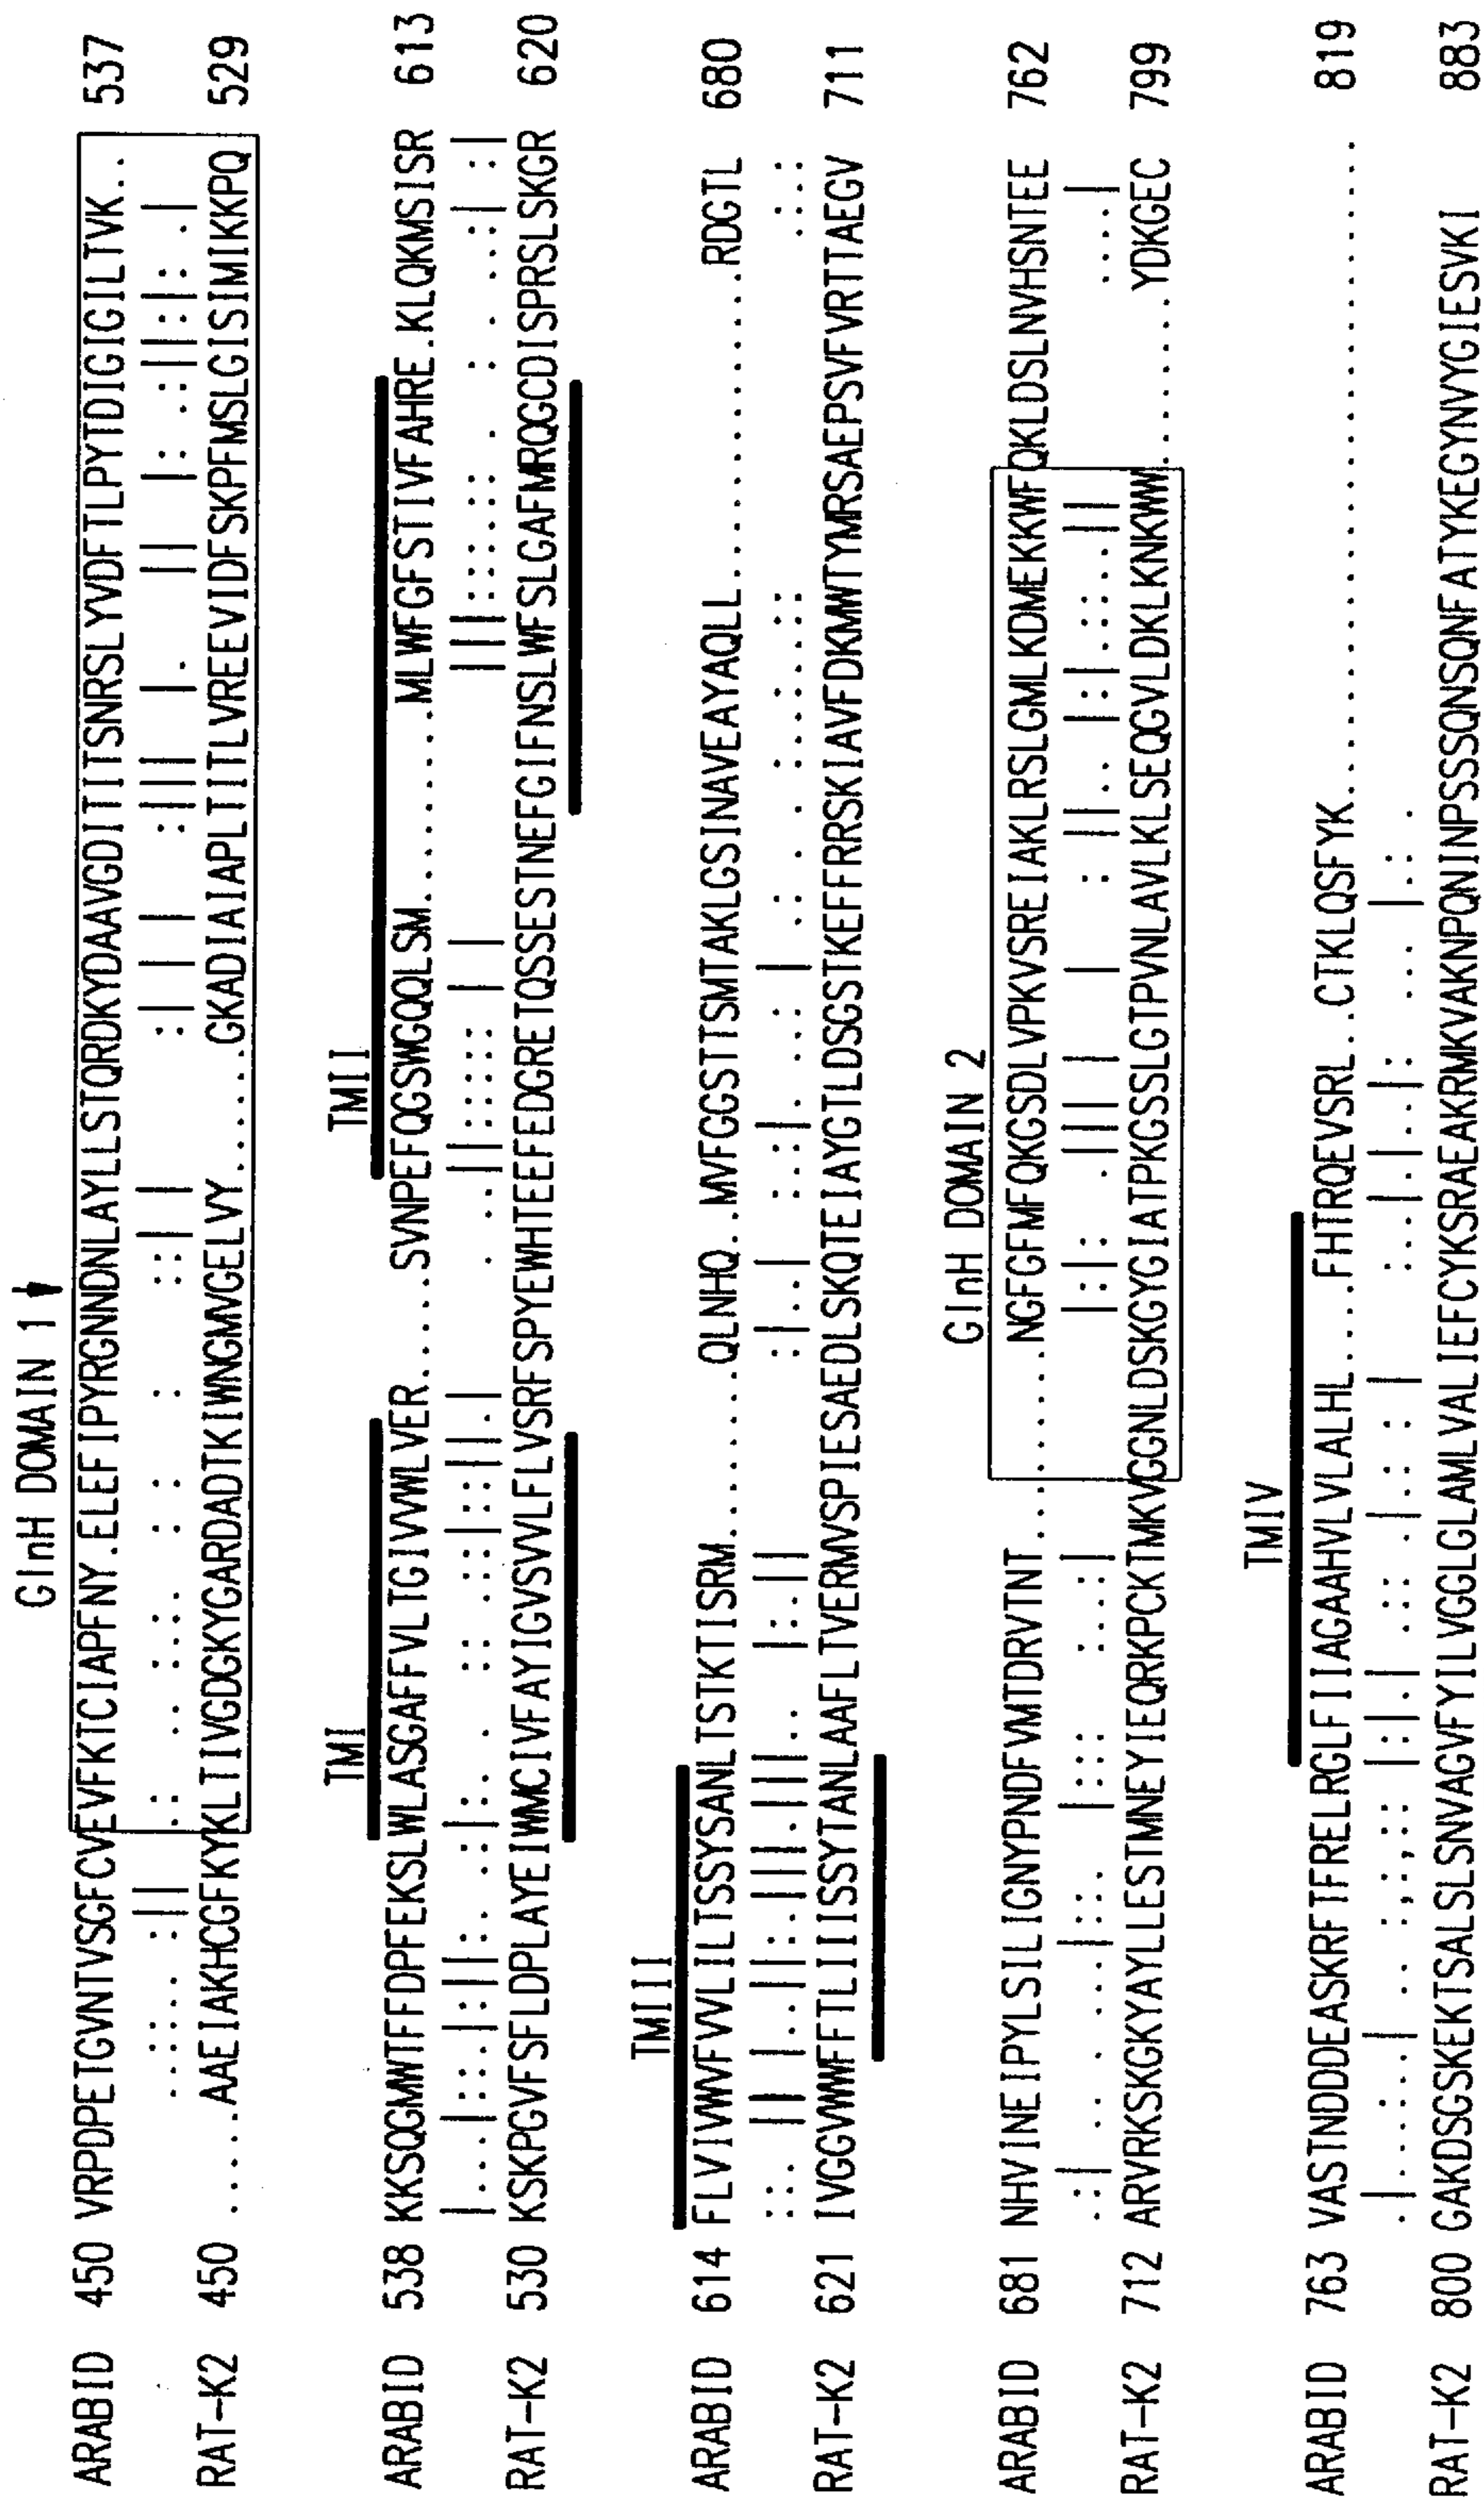 GlnH DOMAIN 1
ARABID 450 VRPDPETGVNTVSGFCVEVFKTCIAPFNY.ELEFIPYRGNNDNLAYLLSTQRDKYDAAVGDITITSNRSLYVDFTLPYTDIGIGILTVK.. 537
RAT–K2 450 .....AAEIAKHCGFKYKLTIVGDGKYGARDADTKIWNGMVGELVY.....GKADIAIAPLTITLVREEVIDFSKPFMSLGISIMIKKPQ 529
TMI TMII
ARABID 538 KKSQGMWTFFDPFEKSLWLASGAFFVLTGIVVWLVER.....SVNPEFQGSWGQQLSM.........MLWFGFSTIVFAHRE.KLQKMSISR 613
RAT–K2 530 KSKPGVFSFLDPLAYEIWMCIVFAYIGVSVVLFLVSRFSPYEWHTEEFEDGRETQSSESTNEFGIFNSLWFSLGAFMRQGCDISPRSLSKGR 620
TMIII
ARABID 614 FLVIVWVFVVLILTSSYSANLTSTKTISRM........QLNHQ..MVFGGSTTSMTAKLGSINAVEAYAQLL..............RDGTL 680
RAT–K2 621 IVGGVWWFFTLIIISSYTANLAAFLTVERMVSPIESAEDLSKQTEIAYGTLDSGSTKEFFRRSKIAVFDKMWTYMRSAEPSVFVRTTAEGV 711
GlnH DOMAIN 2
ARABID 681 NHVINEIPYLSILIGNYPNDFVMTDRVTNT.........NGFGFMFQKGSDLVPKVSREIAKLRSLGMLKDMEKKWFQKLDSLNVHSNTEE 762
RAT–K2 712 ARVRKSKGKYAYLLESTMNEYIEQRKPCKTMKVGGNLDSKGYGIATPKGSSLGTPVNLAVLKLSEQGVLDKLKNKWW........YDKGEC 799
TMIV
ARABID 763 VASTNDDDEASKRFTFRELRGLFIIAGAAHVLVLALHL....FHTRQEVSRL..CTKLQSFYK............................ 819
RAT–K2 800 GAKDSGSKEKTSALSLSNVAGVFYILVGGLGLAMLVALIEFCYKSRAEAKRMKVAKNPQNINPSSSQNSQNFATYKEGYNVYGIESVKI 883